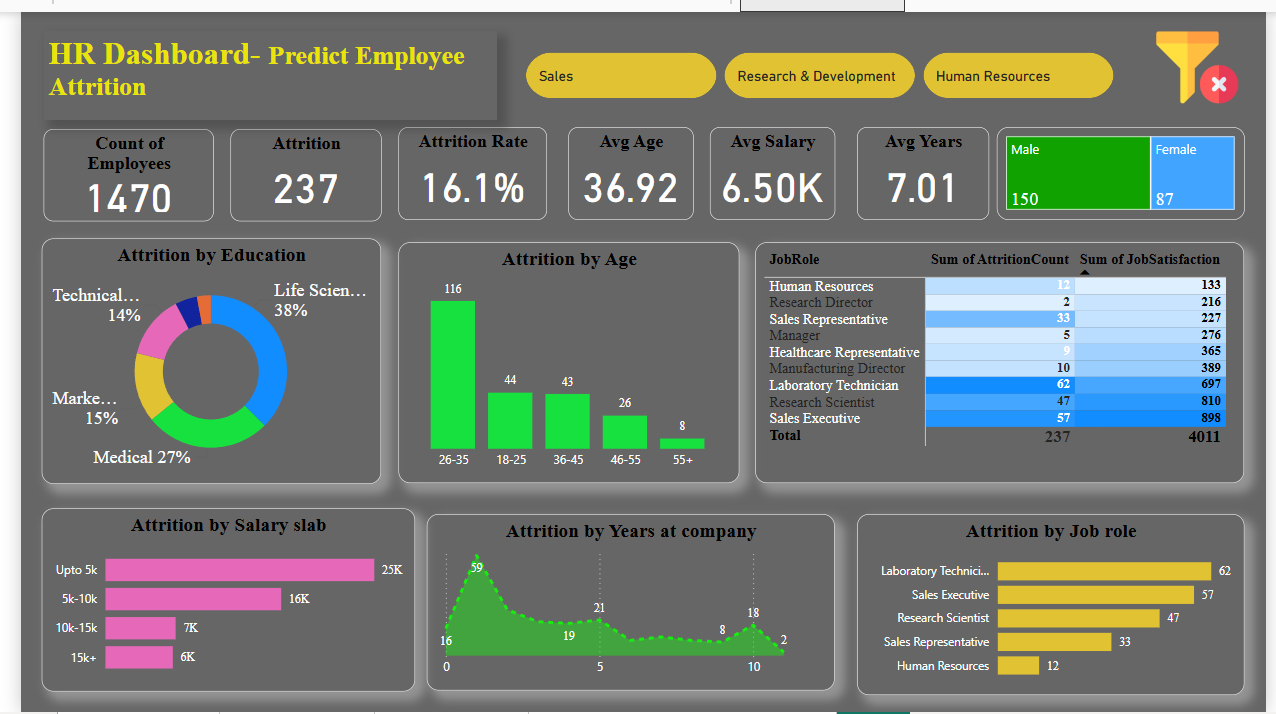 HR Dashboard- Predict Employee
Attrition
Sales
Research & Development
Human Resources
Count of
Employees
1470
Attrition
237
Attrition Rate
16.1%
Avg Age
36.92
Avg Salary
6.50K
Avg Years
7.01
Male
150
Female
87
Attrition by Education
Life Scien...
38%
Technical...
14%
Marke...
15%
Medical 27%
Attrition by Age
116
44
43
26
8
26-35 18-25 36-45 46-55 55+
JobRole Sum of AttritionCount Sum of JobSatisfaction
Human Resources 12 133
Research Director 2 216
Sales Representative 33 227
Manager 5 276
Healthcare Representative 9 365
Manufacturing Director 10 389
Laboratory Technician 62 697
Research Scientist 47 810
Sales Executive 57 898
Total 237 4011
Attrition by Salary slab
Upto 5k 25K
5k-10k 16K
10k-15k 7K
15k+ 6K
Attrition by Years at company
16
59
19
21
8
18
2
0 5 10
Attrition by Job role
Laboratory Technici... 62
Sales Executive 57
Research Scientist 47
Sales Representative 33
Human Resources 12